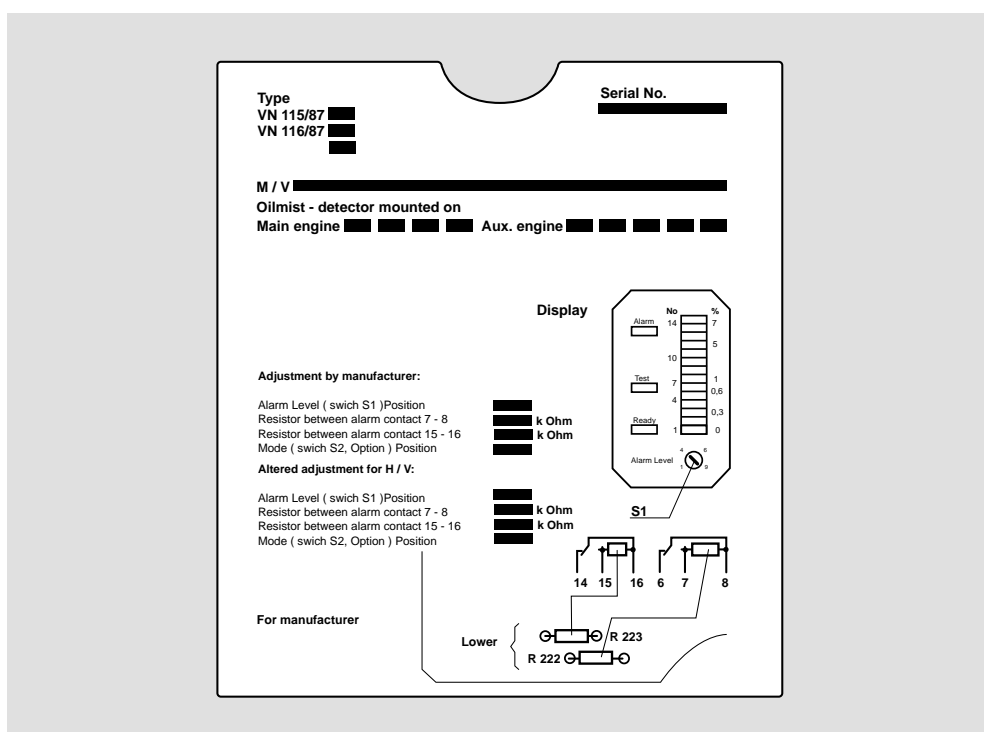 Type
Serial No.
VN 115/87
VN 116/87
M / V
Oilmist - detector mounted on
Main engine
Aux. engine
Display
No %
Alarm 14 7
5
10
Test 7 1
0,6
4
0,3
Ready 1 0
4 6
Alarm Level 1 9
S1
Adjustment by manufacturer:
Alarm Level ( swich S1 )Position
Resistor between alarm contact 7 - 8 k Ohm
Resistor between alarm contact 15 - 16 k Ohm
Mode ( swich S2, Option ) Position
Altered adjustment for H / V:
Alarm Level ( swich S1 )Position
Resistor between alarm contact 7 - 8 k Ohm
Resistor between alarm contact 15 - 16 k Ohm
Mode ( swich S2, Option ) Position
14 15 16 6 7 8
For manufacturer
Lower
R 223
R 222